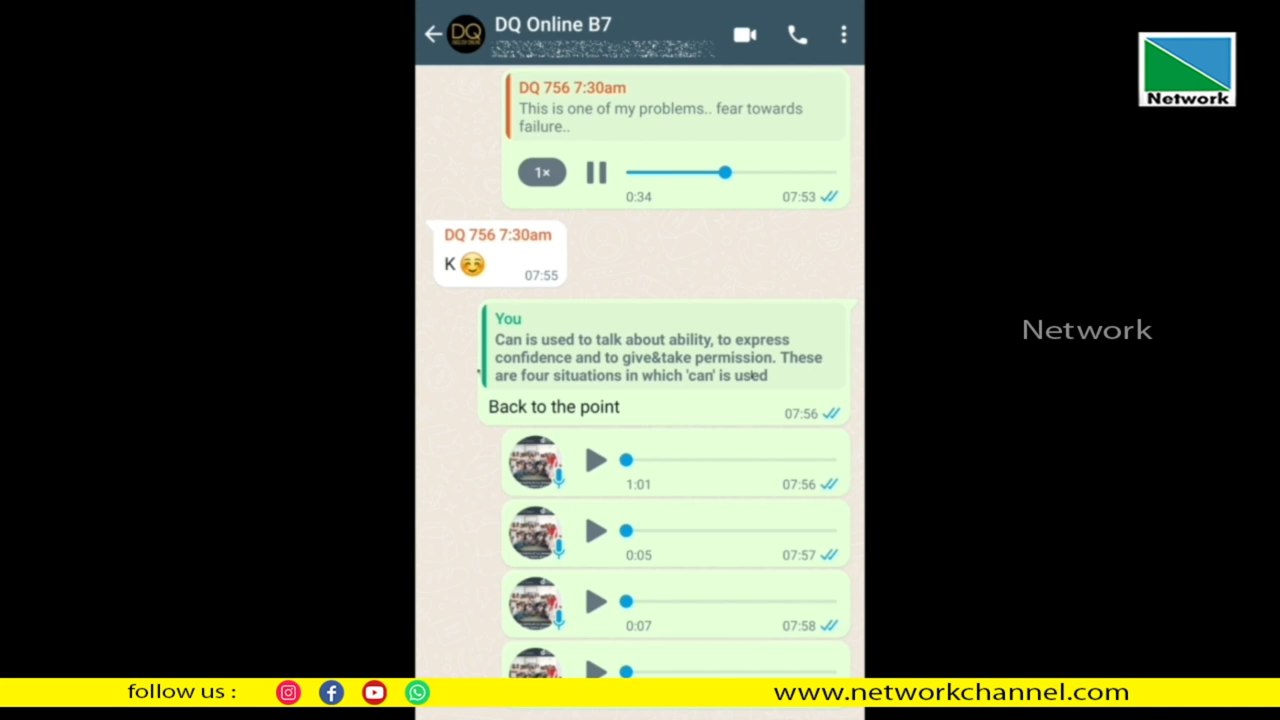 DQ Online B7
DQ 756 7:30am
This is one of my problems.. fear towards
failure..
1×
0:34
07:53
DQ 756 7:30am
K ☺️
07:55
You
Can is used to talk about ability, to express
confidence and to give&take permission. These
are four situations in which 'can' is used
Back to the point
07:56
1:01
07:56
0:05
07:57
0:07
07:58
Network
Network
follow us :
www.networkchannel.com